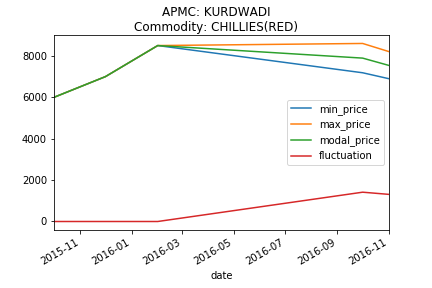 APMC: KURDWADI
Commodity: CHILLIES(RED)
8000
6000
4000
2000
0
min_price
max_price
modal_price
fluctuation
2015-11
2016-01
2016-03
2016-05
2016-07
2016-09
2016-11
date